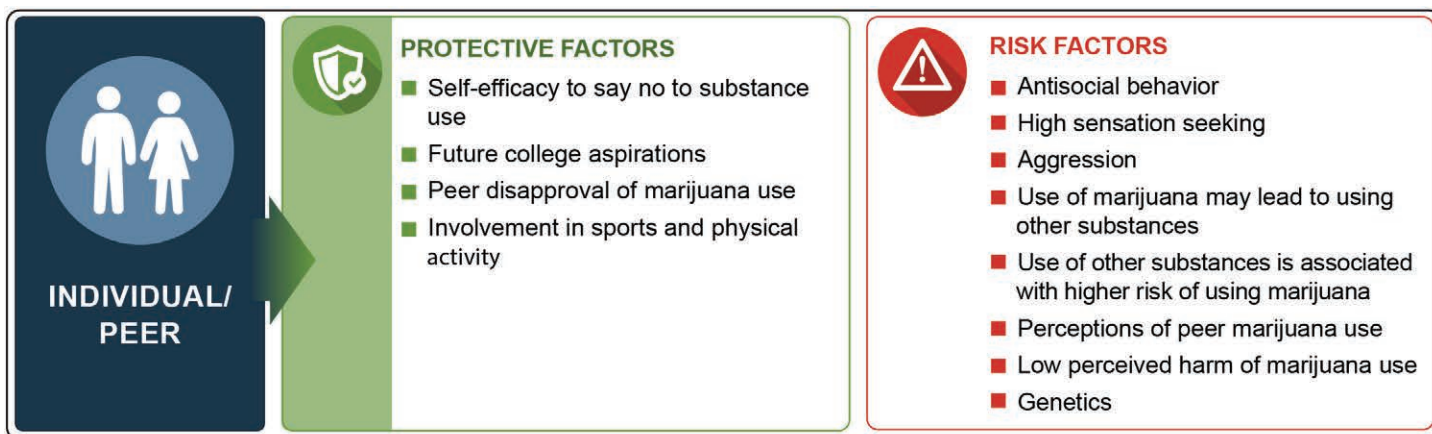 INDIVIDUAL/
PEER
PROTECTIVE FACTORS
Self-efficacy to say no to substance
use
Future college aspirations
Peer disapproval of marijuana use
Involvement in sports and physical
activity
RISK FACTORS
Antisocial behavior
High sensation seeking
Aggression
Use of marijuana may lead to using
other substances
Use of other substances is associated
with higher risk of using marijuana
Perceptions of peer marijuana use
Low perceived harm of marijuana use
Genetics